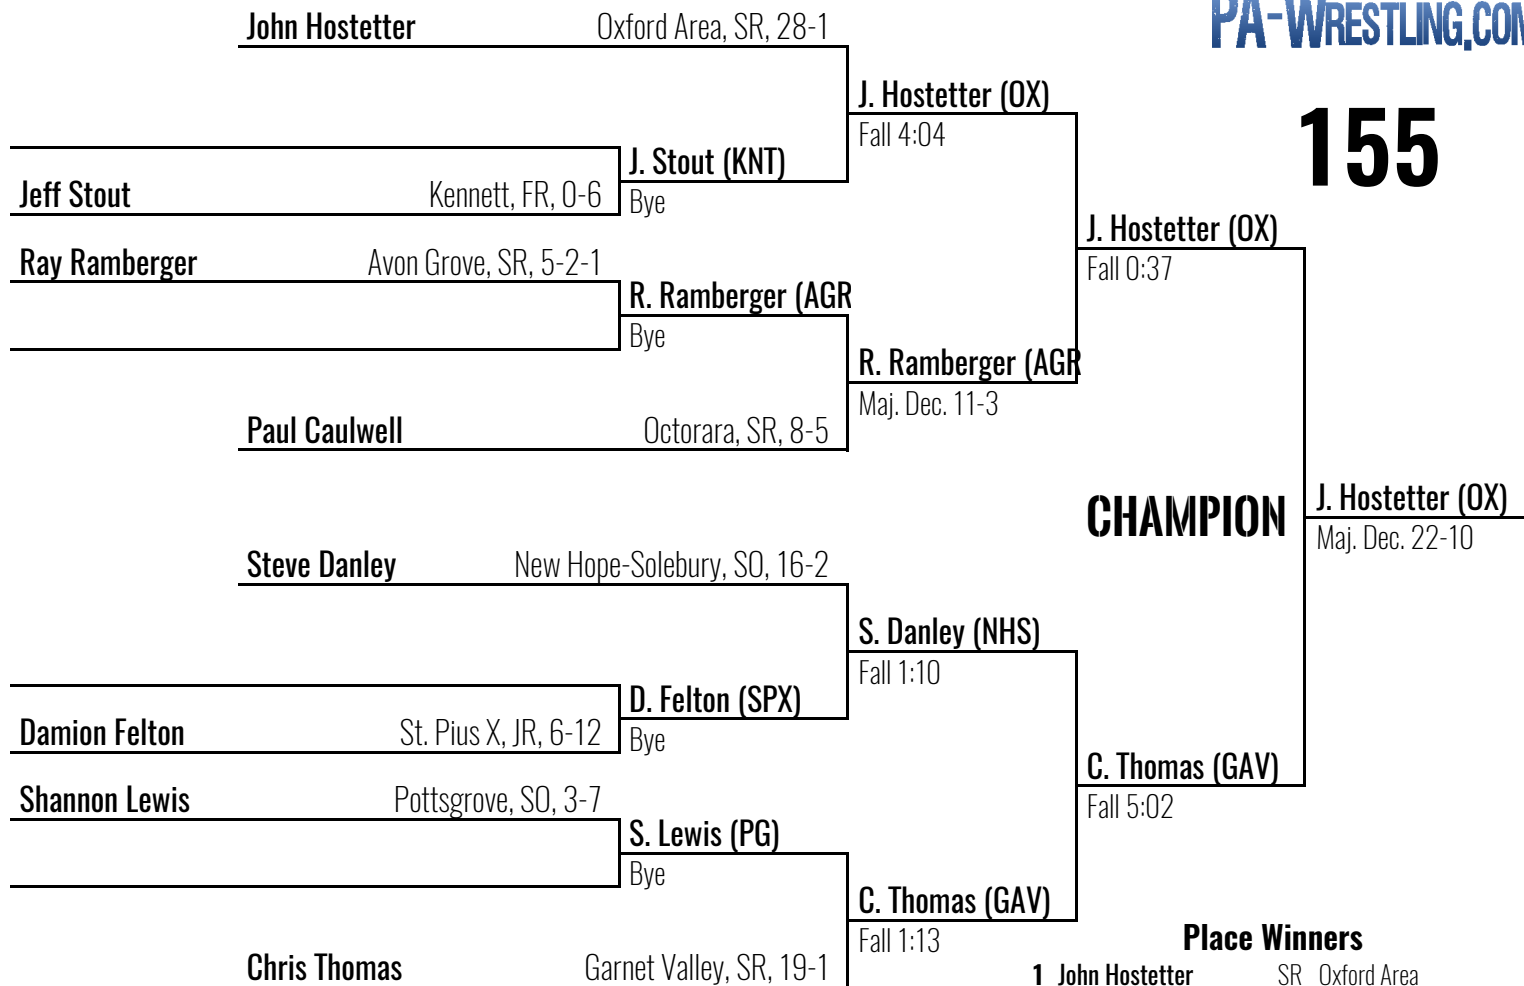 PA-WRESTLING.COM
John Hostetter Oxford Area, SR, 28-1
J. Hostetter (OX)
155
Fall 4:04
J. Stout (KNT)
Jeff Stout Kennett, FR, 0-6
Bye
J. Hostetter (OX)
Ray Ramberger Avon Grove, SR, 5-2-1
Fall 0:37
R. Ramberger (AGR
Bye
R. Ramberger (AGR
Maj. Dec. 11-3
Paul Caulwell Octorara, SR, 8-5
CHAMPION
J. Hostetter (OX)
Maj. Dec. 22-10
Steve Danley New Hope-Solebury, SO, 16-2
S. Danley (NHS)
Fall 1:10
D. Felton (SPX)
Damion Felton St. Pius X, JR, 6-12
Bye
C. Thomas (GAV)
Shannon Lewis Pottsgrove, SO, 3-7
Fall 5:02
S. Lewis (PG)
Bye
C. Thomas (GAV)
Fall 1:13
Place Winners
Chris Thomas Garnet Valley, SR, 19-1
1 John Hostetter SR Oxford Area